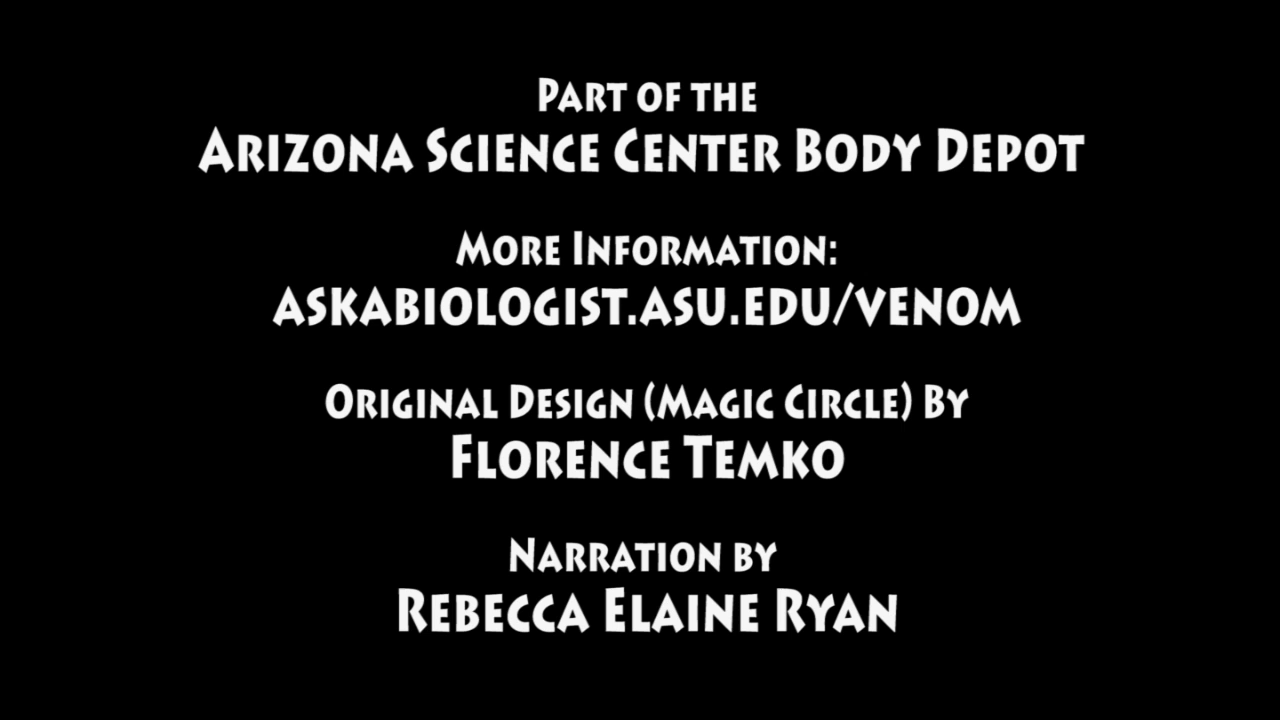 Part of the
Arizona Science Center Body Depot
More Information:
askabiologist.asu.edu/venom
Original Design (Magic Circle) By
Florence Temko
Narration by
Rebecca Elaine Ryan